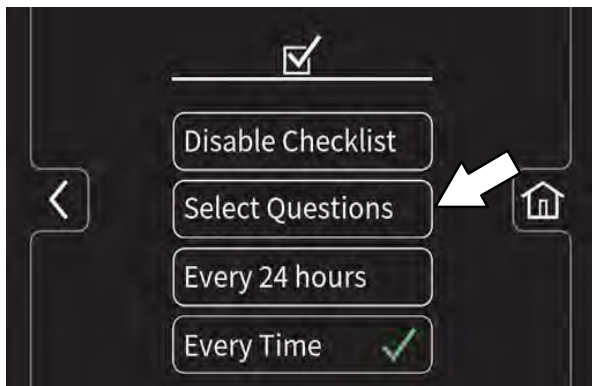 Disable Checklist
Select Questions
Every 24 hours
Every Time